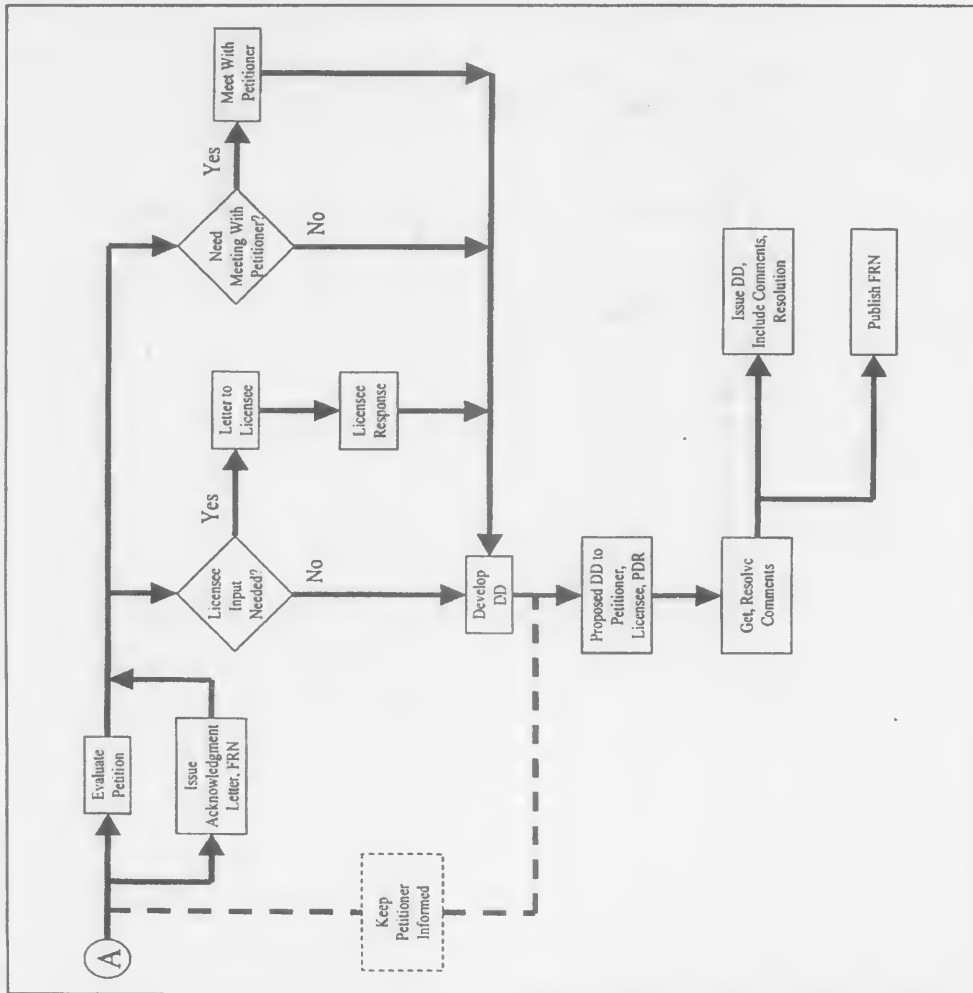 A
Evaluate
Petition
Issue
Acknowledgment
Letter, FRN
Keep
Petitioner
Informed
Licensee
Input
Needed?
Yes
No
Letter to
Licensee
Licensee
Response
Need
Meeting With
Petitioner?
Yes
No
Meet With
Petitioner
Develop
DD
Proposed DD to
Petitioner,
Licensee, PDR
Get, Resolve
Comments
Issue DD,
Include Comments,
Resolution
Publish FRN